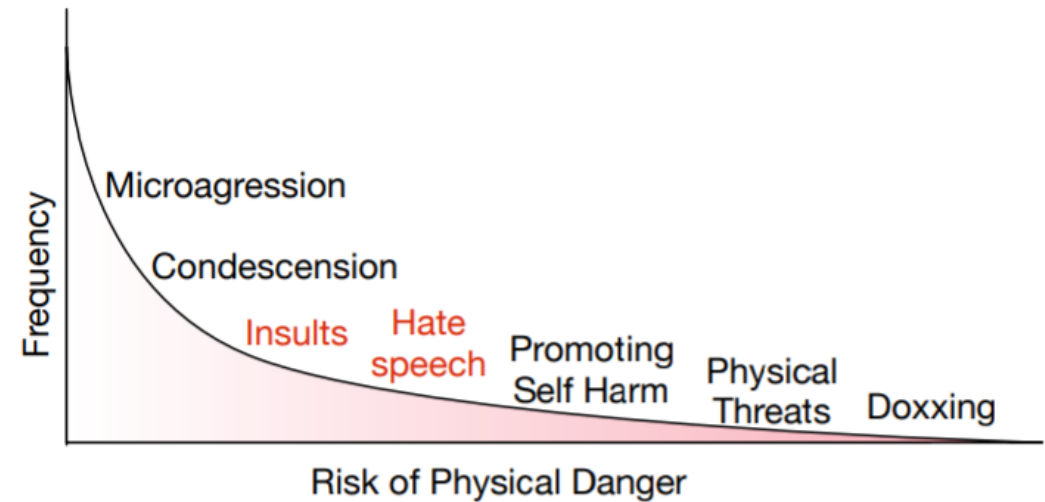 Frequency
Microagression
Condescension
Insults
Hate
speech
Promoting
Self Harm
Physical
Threats
Doxxing
Risk of Physical Danger